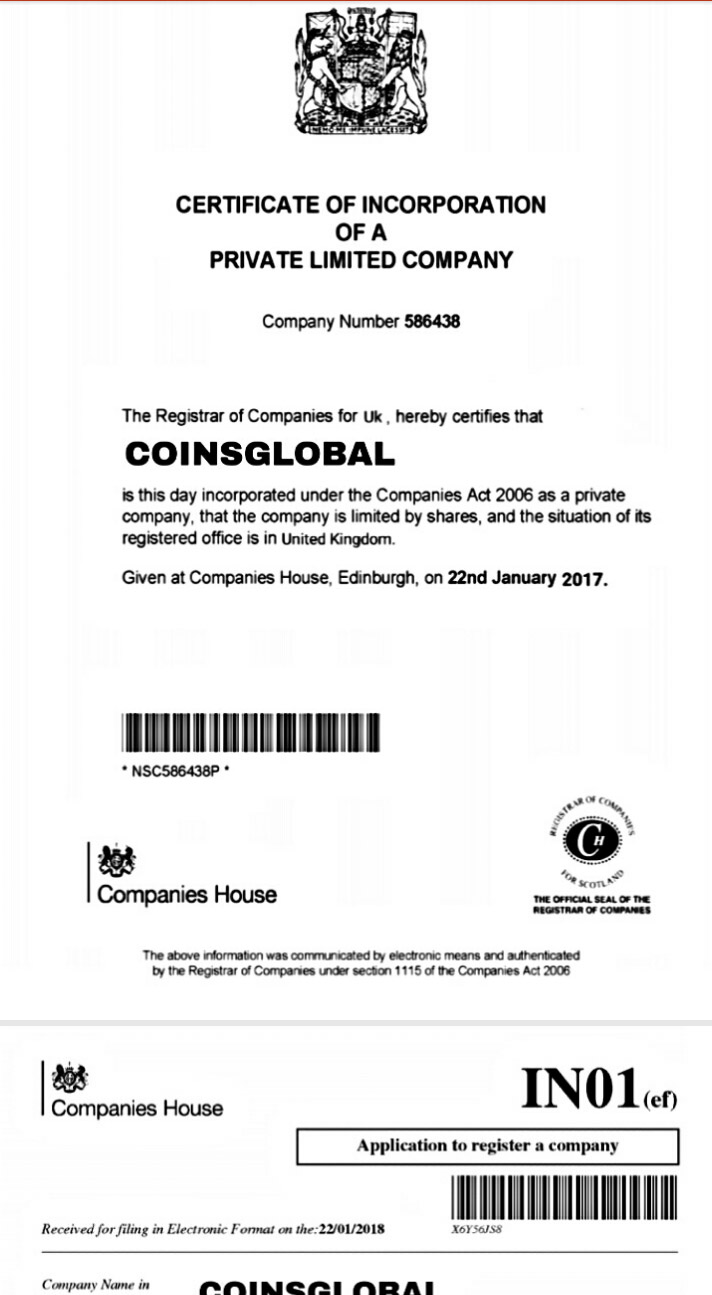 NEMO ME IMPUNE LACESSIT
CERTIFICATE OF INCORPORATION
OF A
PRIVATE LIMITED COMPANY
Company Number 586438
The Registrar of Companies for Uk , hereby certifies that
COINSGLOBAL
is this day incorporated under the Companies Act 2006 as a private
company, that the company is limited by shares, and the situation of its
registered office is in United Kingdom.
Given at Companies House, Edinburgh, on 22nd January 2017.
* NSC586438P *
Companies House
REGISTRAR OF COMPANIES
CH
FOR SCOTLAND
THE OFFICIAL SEAL OF THE
REGISTRAR OF COMPANIES
The above information was communicated by electronic means and authenticated
by the Registrar of Companies under section 1115 of the Companies Act 2006
Companies House
IN01(ef)
Application to register a company
Received for filing in Electronic Format on the:22/01/2018
X6Y56JS8
Company Name in
COINSGLOBAL